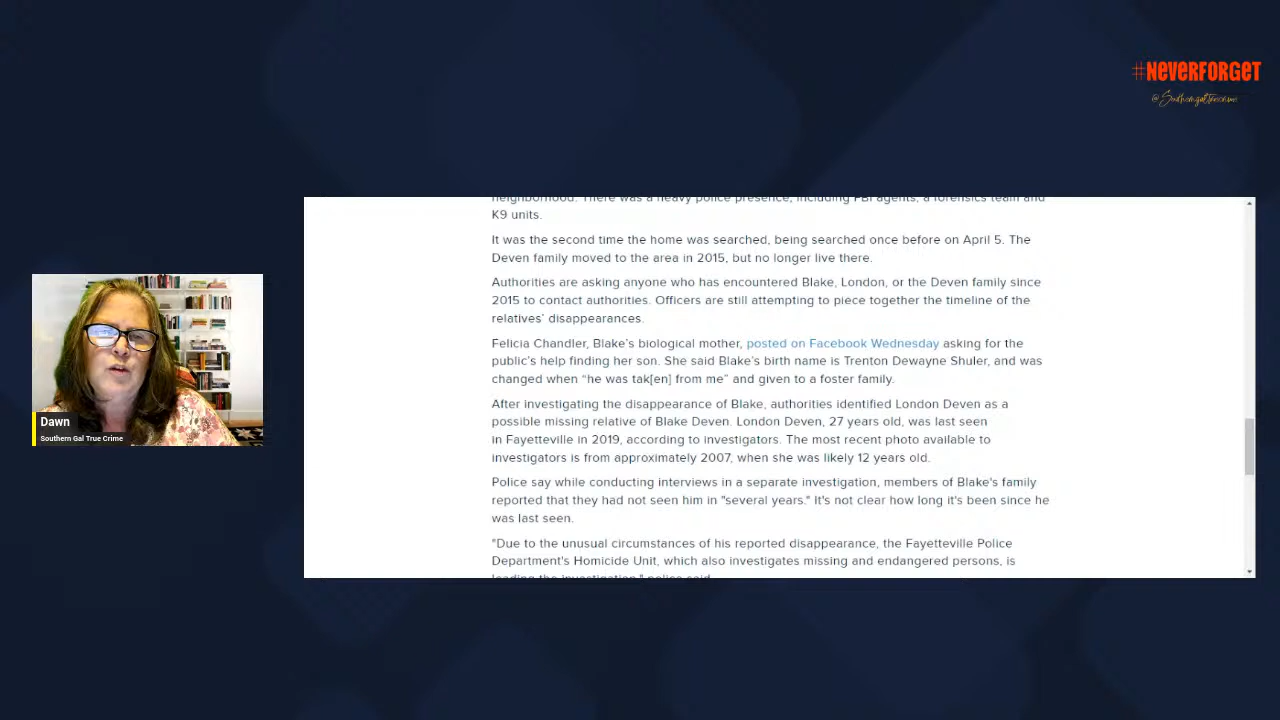 #NEVERFORGET
@Southerngaltruecrime
neighborhood. There was a heavy police presence, including FBI agents, a forensics team and
K9 units.
It was the second time the home was searched, being searched once before on April 5. The
Deven family moved to the area in 2015, but no longer live there.
Authorities are asking anyone who has encountered Blake, London, or the Deven family since
2015 to contact authorities. Officers are still attempting to piece together the timeline of the
relatives’ disappearances.
Felicia Chandler, Blake’s biological mother, posted on Facebook Wednesday asking for the
public’s help finding her son. She said Blake’s birth name is Trenton Dewayne Shuler, and was
changed when “he was tak[en] from me” and given to a foster family.
After investigating the disappearance of Blake, authorities identified London Deven as a
possible missing relative of Blake Deven. London Deven, 27 years old, was last seen
in Fayetteville in 2019, according to investigators. The most recent photo available to
investigators is from approximately 2007, when she was likely 12 years old.
Police say while conducting interviews in a separate investigation, members of Blake's family
reported that they had not seen him in "several years." It's not clear how long it's been since he
was last seen.
"Due to the unusual circumstances of his reported disappearance, the Fayetteville Police
Department's Homicide Unit, which also investigates missing and endangered persons, is
leading the investigation," police said.
Dawn
Southern Gal True Crime